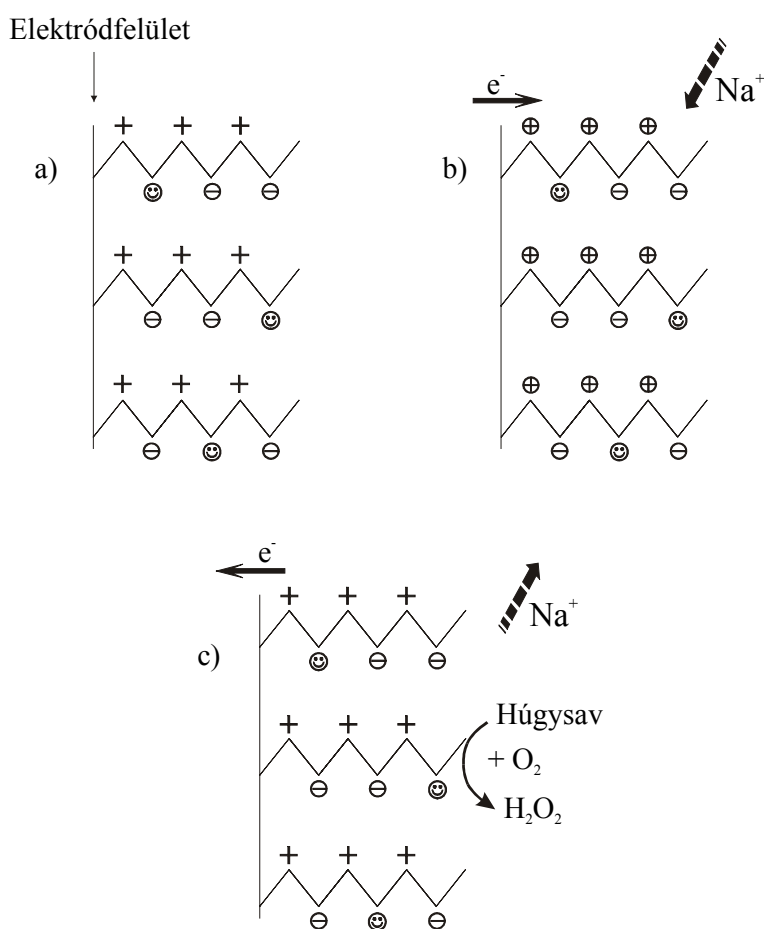 Elektródfelület
a)
+ + +
⊖ ⊖
+ + +
⊖ ⊖
+ + +
⊖ ⊖
b)
e⁻
Na⁺
⊕ ⊕ ⊕
⊖ ⊖
⊕ ⊕ ⊕
⊖ ⊖
⊕ ⊕ ⊕
⊖ ⊖
c)
e⁻
Na⁺
+ + +
⊖ ⊖
+ + +
⊖ ⊖
Húgysav
+ O₂
H₂O₂
+ + +
⊖ ⊖